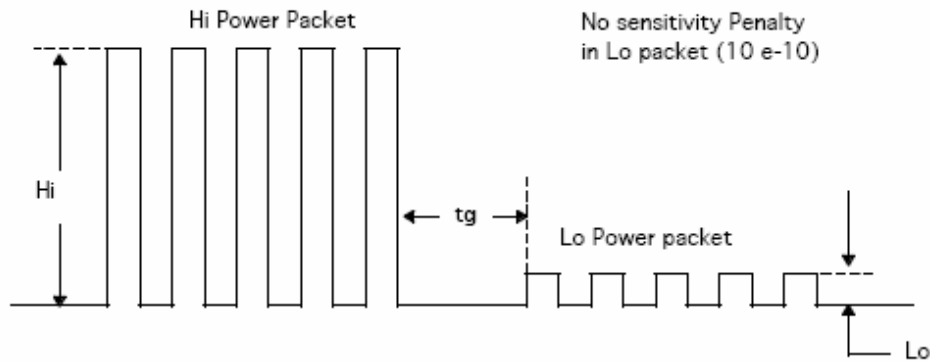 Hi Power Packet
No sensitivity Penalty
in Lo packet (10 e-10)
Hi
tg
Lo Power packet
Lo